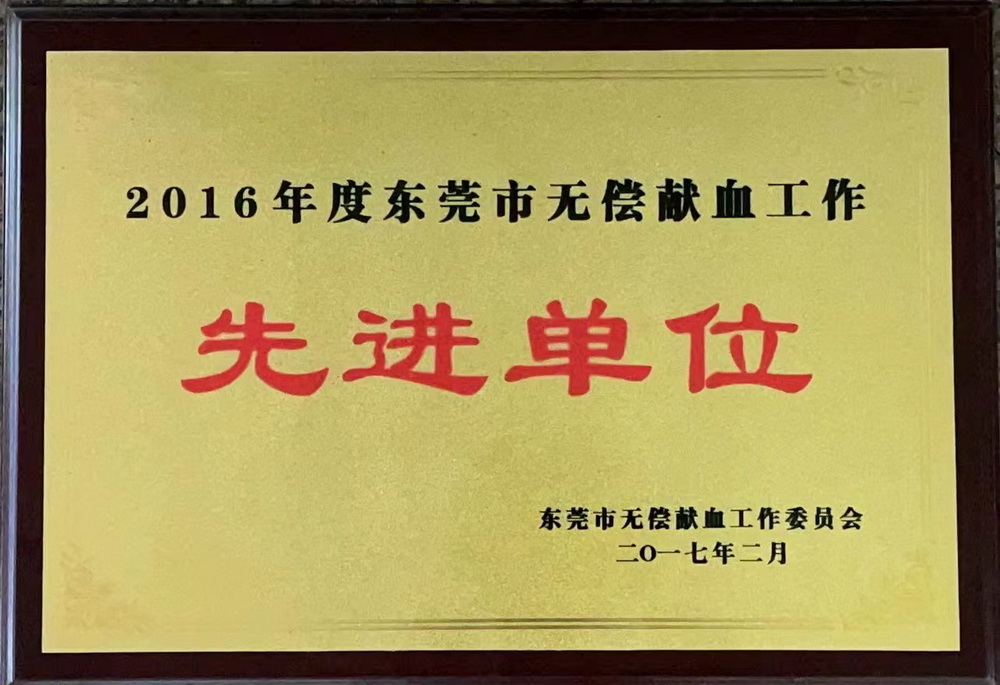 2016年度东莞市无偿献血工作
先进单位
东莞市无偿献血工作委员会
二O一七年二月